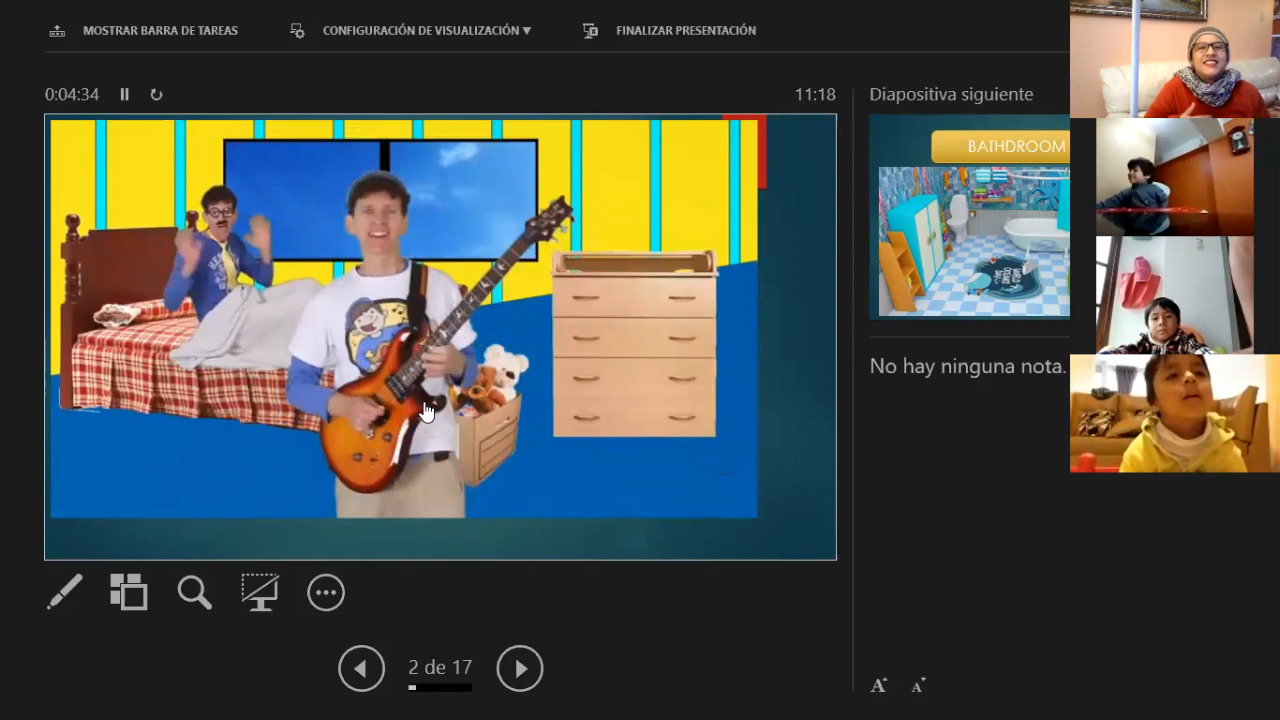 MOSTRAR BARRA DE TAREAS
CONFIGURACIÓN DE VISUALIZACIÓN ▼
FINALIZAR PRESENTACIÓN
0:04:34
11:18
Diapositiva siguiente
BATHDROOM
No hay ninguna nota.
2 de 17
A A